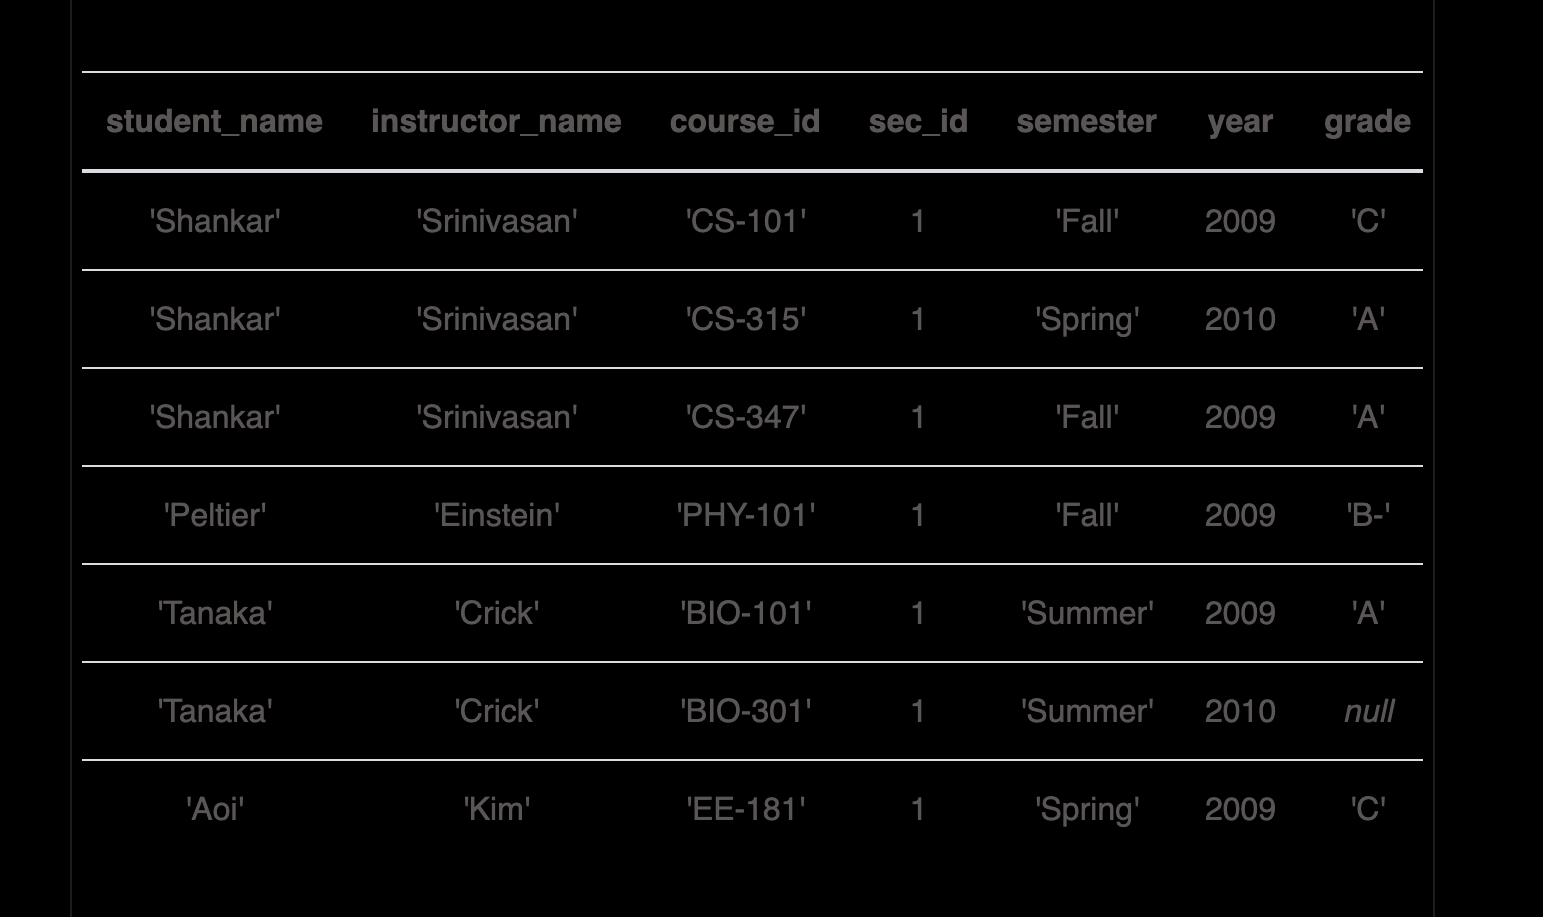 student_name instructor_name course_id sec_id semester year grade
'Shankar' 'Srinivasan' 'CS-101' 1 'Fall' 2009 'C'
'Shankar' 'Srinivasan' 'CS-315' 1 'Spring' 2010 'A'
'Shankar' 'Srinivasan' 'CS-347' 1 'Fall' 2009 'A'
'Peltier' 'Einstein' 'PHY-101' 1 'Fall' 2009 'B-'
'Tanaka' 'Crick' 'BIO-101' 1 'Summer' 2009 'A'
'Tanaka' 'Crick' 'BIO-301' 1 'Summer' 2010 null
'Aoi' 'Kim' 'EE-181' 1 'Spring' 2009 'C'